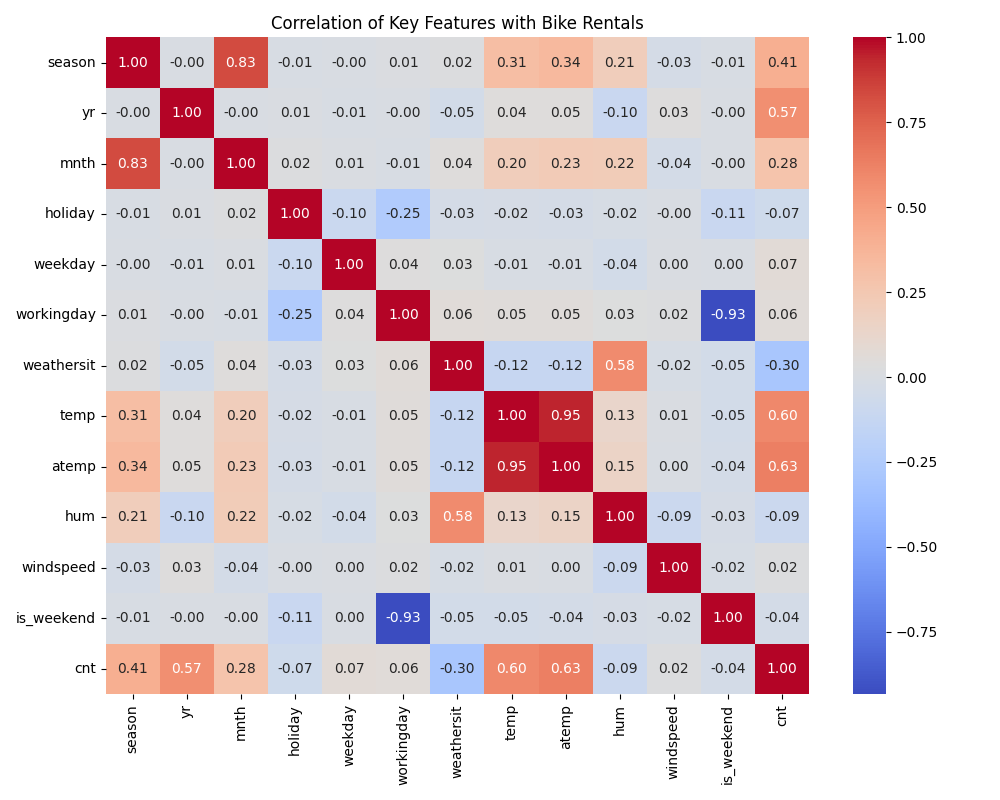 Correlation of Key Features with Bike Rentals
season 1.00 -0.00 0.83 -0.01 -0.00 0.01 0.02 0.31 0.34 0.21 -0.03 -0.01 0.41
yr -0.00 1.00 -0.00 0.01 -0.01 -0.00 -0.05 0.04 0.05 -0.10 0.03 -0.00 0.57
mnth 0.83 -0.00 1.00 0.02 0.01 -0.01 0.04 0.20 0.23 0.22 -0.04 -0.00 0.28
holiday -0.01 0.01 0.02 1.00 -0.10 -0.25 -0.03 -0.02 -0.03 -0.02 -0.00 -0.11 -0.07
weekday -0.00 -0.01 0.01 -0.10 1.00 0.04 0.03 -0.01 -0.01 -0.04 0.00 0.00 0.07
workingday 0.01 -0.00 -0.01 -0.25 0.04 1.00 0.06 0.05 0.05 0.03 0.02 -0.93 0.06
weathersit 0.02 -0.05 0.04 -0.03 0.03 0.06 1.00 -0.12 -0.12 0.58 -0.02 -0.05 -0.30
temp 0.31 0.04 0.20 -0.02 -0.01 0.05 -0.12 1.00 0.95 0.13 0.01 -0.05 0.60
atemp 0.34 0.05 0.23 -0.03 -0.01 0.05 -0.12 0.95 1.00 0.15 0.00 -0.04 0.63
hum 0.21 -0.10 0.22 -0.02 -0.04 0.03 0.58 0.13 0.15 1.00 -0.09 -0.03 -0.09
windspeed -0.03 0.03 -0.04 -0.00 0.00 0.02 -0.02 0.01 0.00 -0.09 1.00 -0.02 0.02
is_weekend -0.01 -0.00 -0.00 -0.11 0.00 -0.93 -0.05 -0.05 -0.04 -0.03 -0.02 1.00 -0.04
cnt 0.41 0.57 0.28 -0.07 0.07 0.06 -0.30 0.60 0.63 -0.09 0.02 -0.04 1.00
season yr mnth holiday weekday workingday weathersit temp atemp hum windspeed is_weekend cnt
1.00
0.75
0.50
0.25
0.00
−0.25
−0.50
−0.75